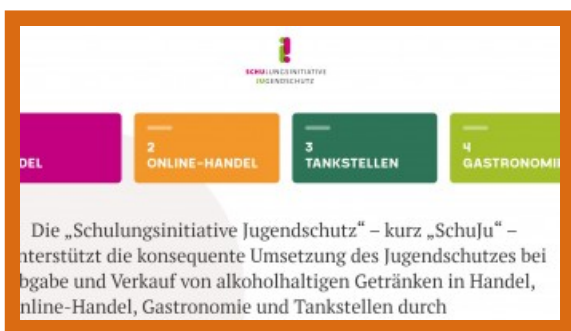 SCHULUNGSINITIATIVE
JUGENDSCHUTZ
DEL
2
ONLINE-HANDEL
3
TANKSTELLEN
4
GASTRONOMIE
Die „Schulungsinitiative Jugendschutz“ – kurz „SchuJu“ –
nterstützt die konsequente Umsetzung des Jugendschutzes bei
bgabe und Verkauf von alkoholhaltigen Getränken in Handel,
nline-Handel, Gastronomie und Tankstellen durch